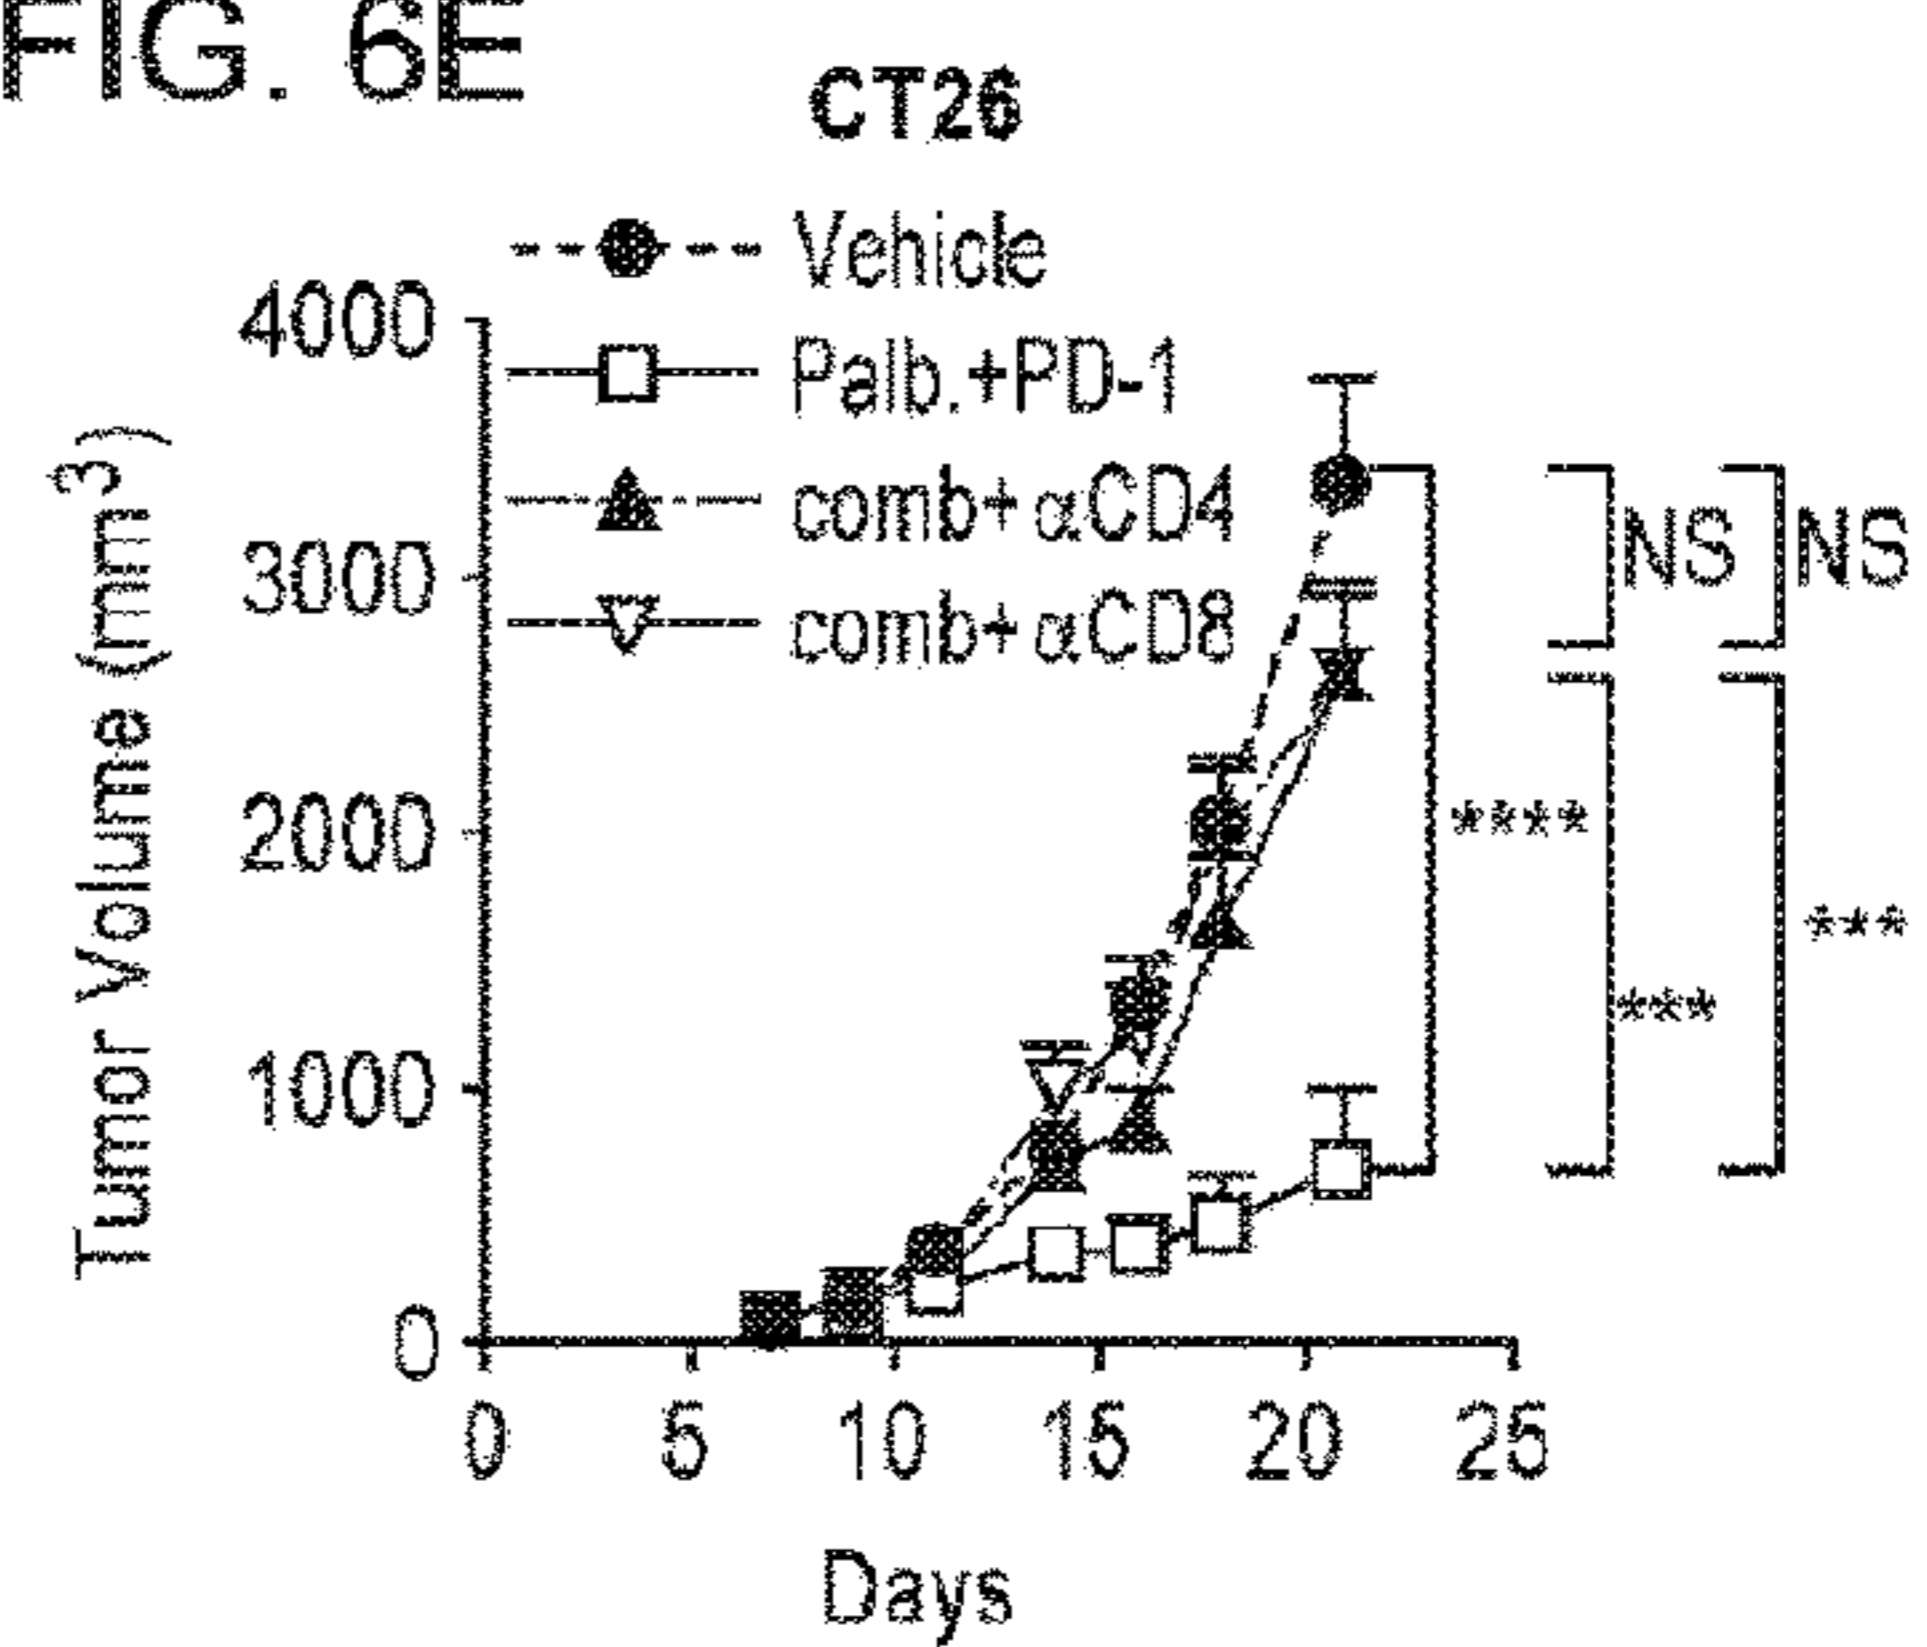 FIG. 6E
CT26
Vehicle
Palb.+PD-1
comb+αCD4
comb+αCD8
Tumor Volume (mm³)
4000
3000
2000
1000
0
0 5 10 15 20 25
Days
NS NS
****
***
***